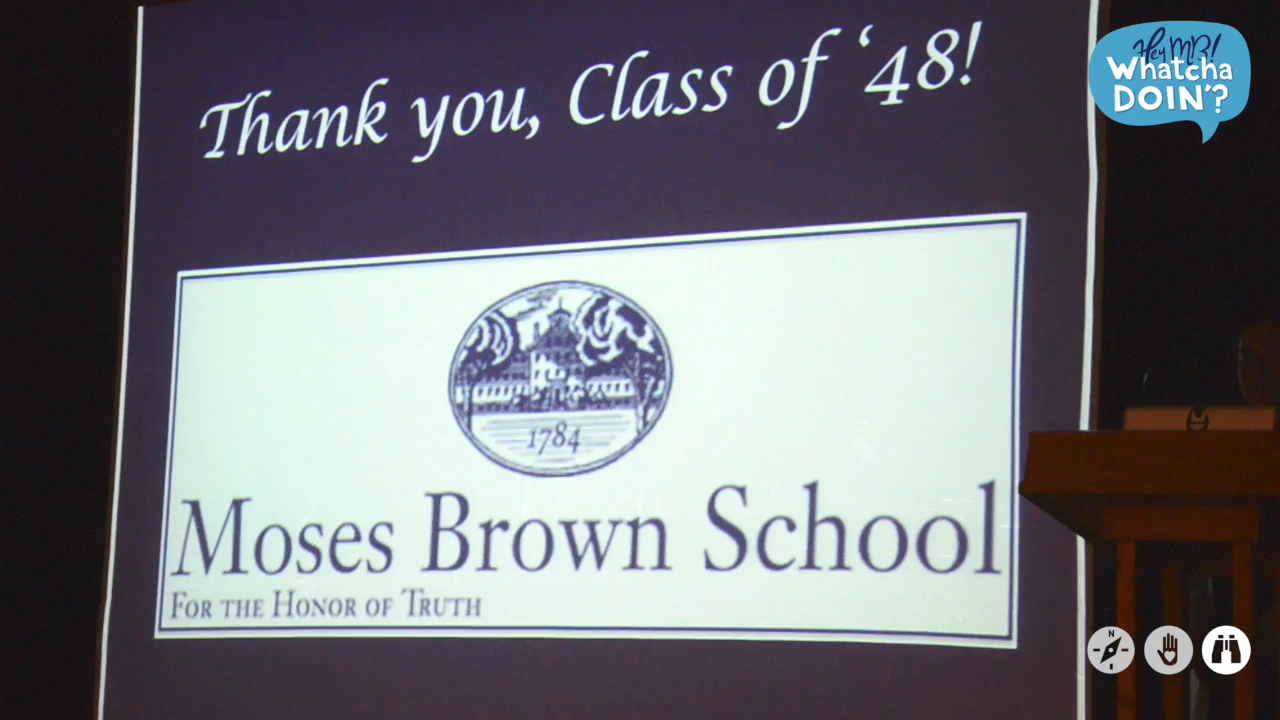 Thank you, Class of '48!
Hey MB!
Whatcha
DOIN'?
1784
Moses Brown School
For the Honor of Truth
N